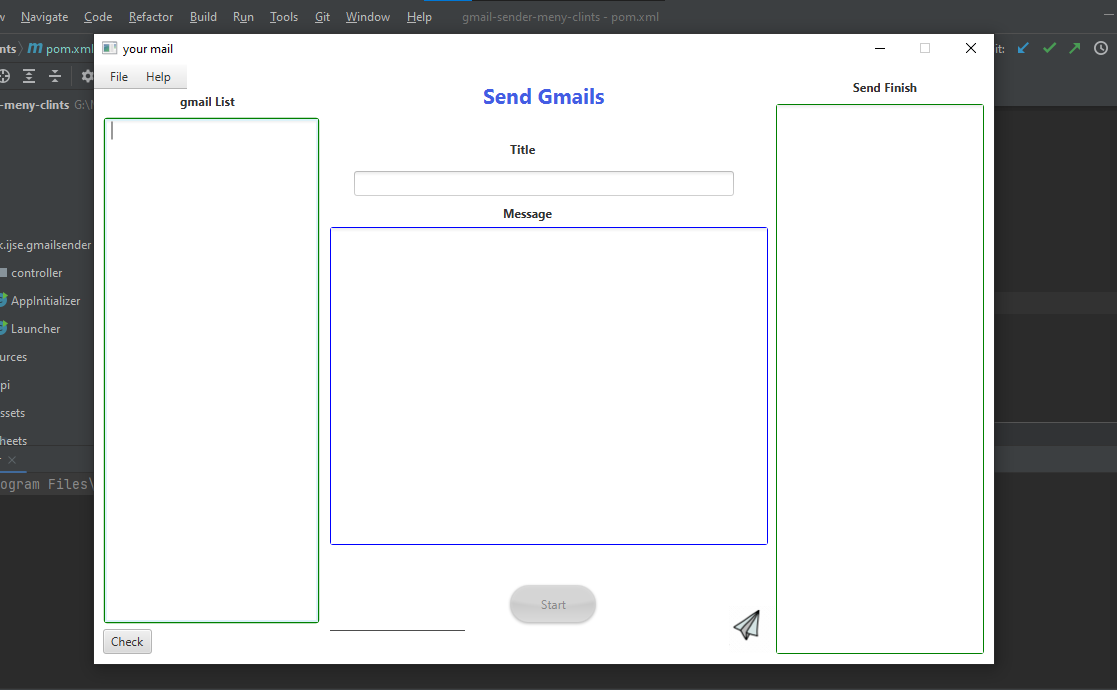 Navigate Code Refactor Build Run Tools Git Window Help gmail-sender-meny-clints - pom.xml
nts pom.xml
your mail
it:
File Help
-meny-clints G:\
gmail List
Send Gmails
Send Finish
Title
Message
k.ijse.gmailsender
controller
AppInitializer
Launcher
urces
pi
ssets
heets
ogram Files\
Start
Check